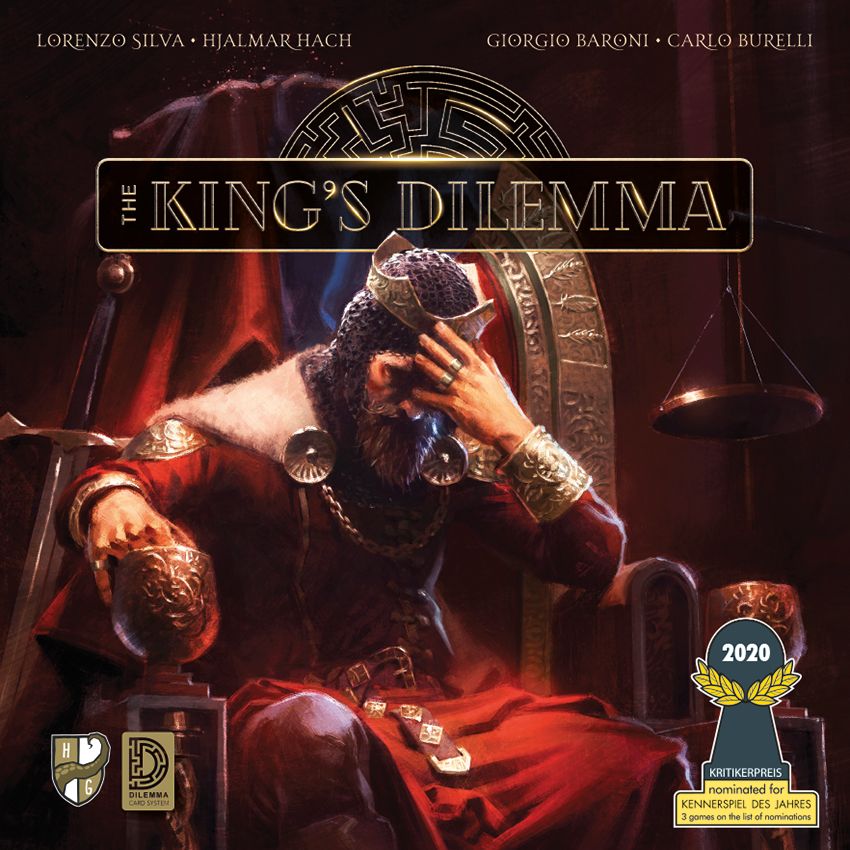 LORENZO SILVA • HJALMAR HACH
GIORGIO BARONI • CARLO BURELLI
THE KING'S DILEMMA
H
G
DILEMMA
CARD SYSTEM
2020
KRITIKERPREIS
nominated for
KENNERSPIEL DES JAHRES
3 games on the list of nominations